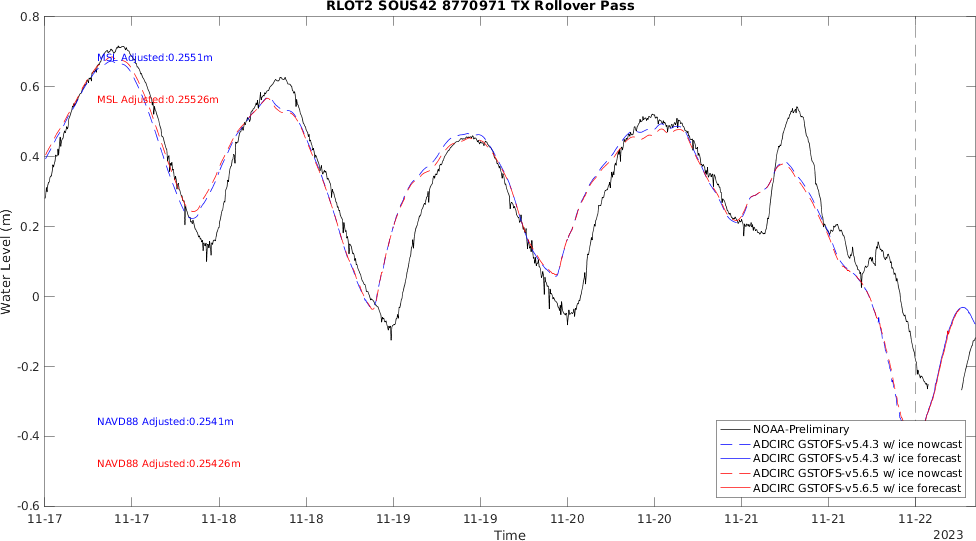 RLOT2 SOUS42 8770971 TX Rollover Pass
0.8
MSL Adjusted:0.2551m
0.6
MSL Adjusted:0.25526m
0.4
0.2
Water Level (m)
0
-0.2
NAVD88 Adjusted:0.2541m
-0.4
NAVD88 Adjusted:0.25426m
-0.6
NOAA-Preliminary
ADCIRC GSTOFS-v5.4.3 w/ ice nowcast
ADCIRC GSTOFS-v5.4.3 w/ ice forecast
ADCIRC GSTOFS-v5.6.5 w/ ice nowcast
ADCIRC GSTOFS-v5.6.5 w/ ice forecast
11-17 11-17 11-18 11-18 11-19 11-19 11-20 11-20 11-21 11-21 11-22
Time
2023